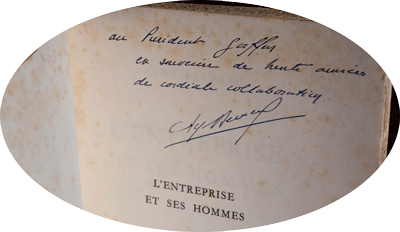 au Président
en souvenir de trente années
de cordiale collaboration
L'ENTREPRISE
ET SES HOMMES